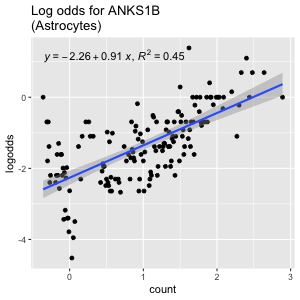 Log odds for ANKS1B
(Astrocytes)
y = −2.26 + 0.91 x, R² = 0.45
0
-2
-4
logodds
0
1
2
3
count